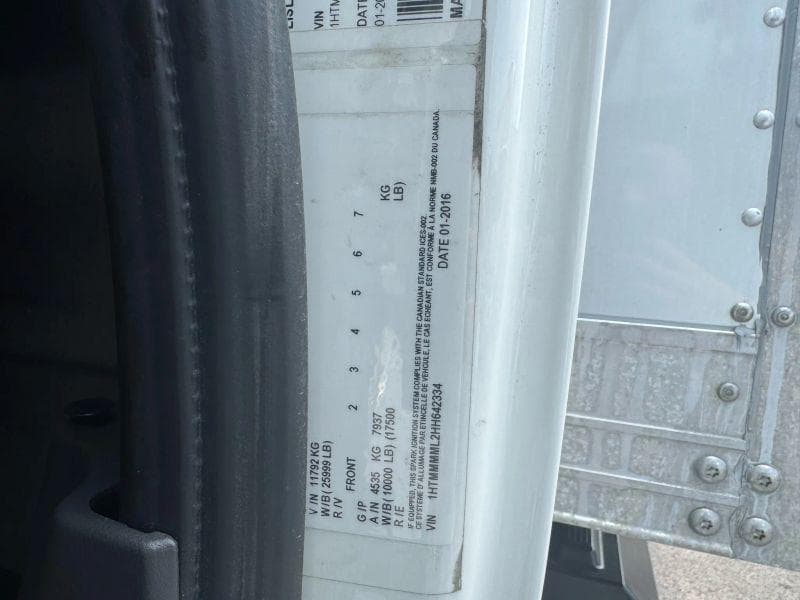 VIN
1HTM
01-20
V IN 11792 KG
W/B( 25999 LB)
R / V
FRONT 2 3 4 5 6 7
G / P
A/IN 4535 KG 7937 KG
W/B( 10000 LB) (17500 LB)
R / E
IF EQUIPPED, THIS SPARK IGNITION SYSTEM COMPLIES WITH THE CANADIAN STANDARD ICES-002.
CE SYSTEME D'ALLUMAGE PAR ETINCELLE DE VEHICULE, LE CAS ECHEANT, EST CONFORME À LA NORME NMB-002 DU CANADA.
VIN 1HTMMMML2HH642334 DATE 01-2016